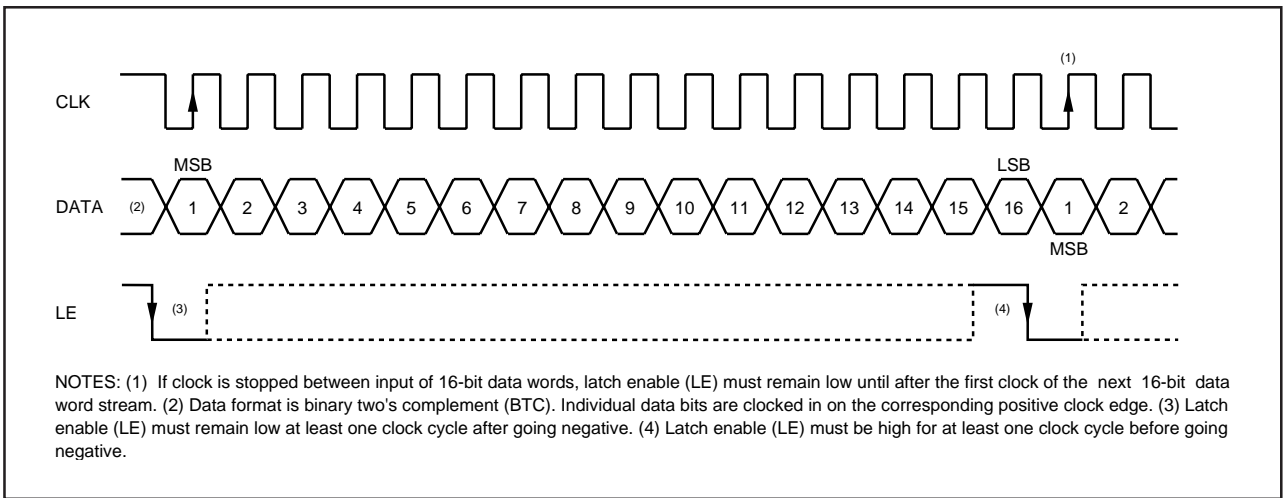 (1)
CLK
MSB
LSB
DATA
(2)
1
2
3
4
5
6
7
8
9
10
11
12
13
14
15
16
1
2
MSB
LE
(3)
(4)
NOTES: (1) If clock is stopped between input of 16-bit data words, latch enable (LE) must remain low until after the first clock of the next 16-bit data
word stream. (2) Data format is binary two's complement (BTC). Individual data bits are clocked in on the corresponding positive clock edge. (3) Latch
enable (LE) must remain low at least one clock cycle after going negative. (4) Latch enable (LE) must be high for at least one clock cycle before going
negative.